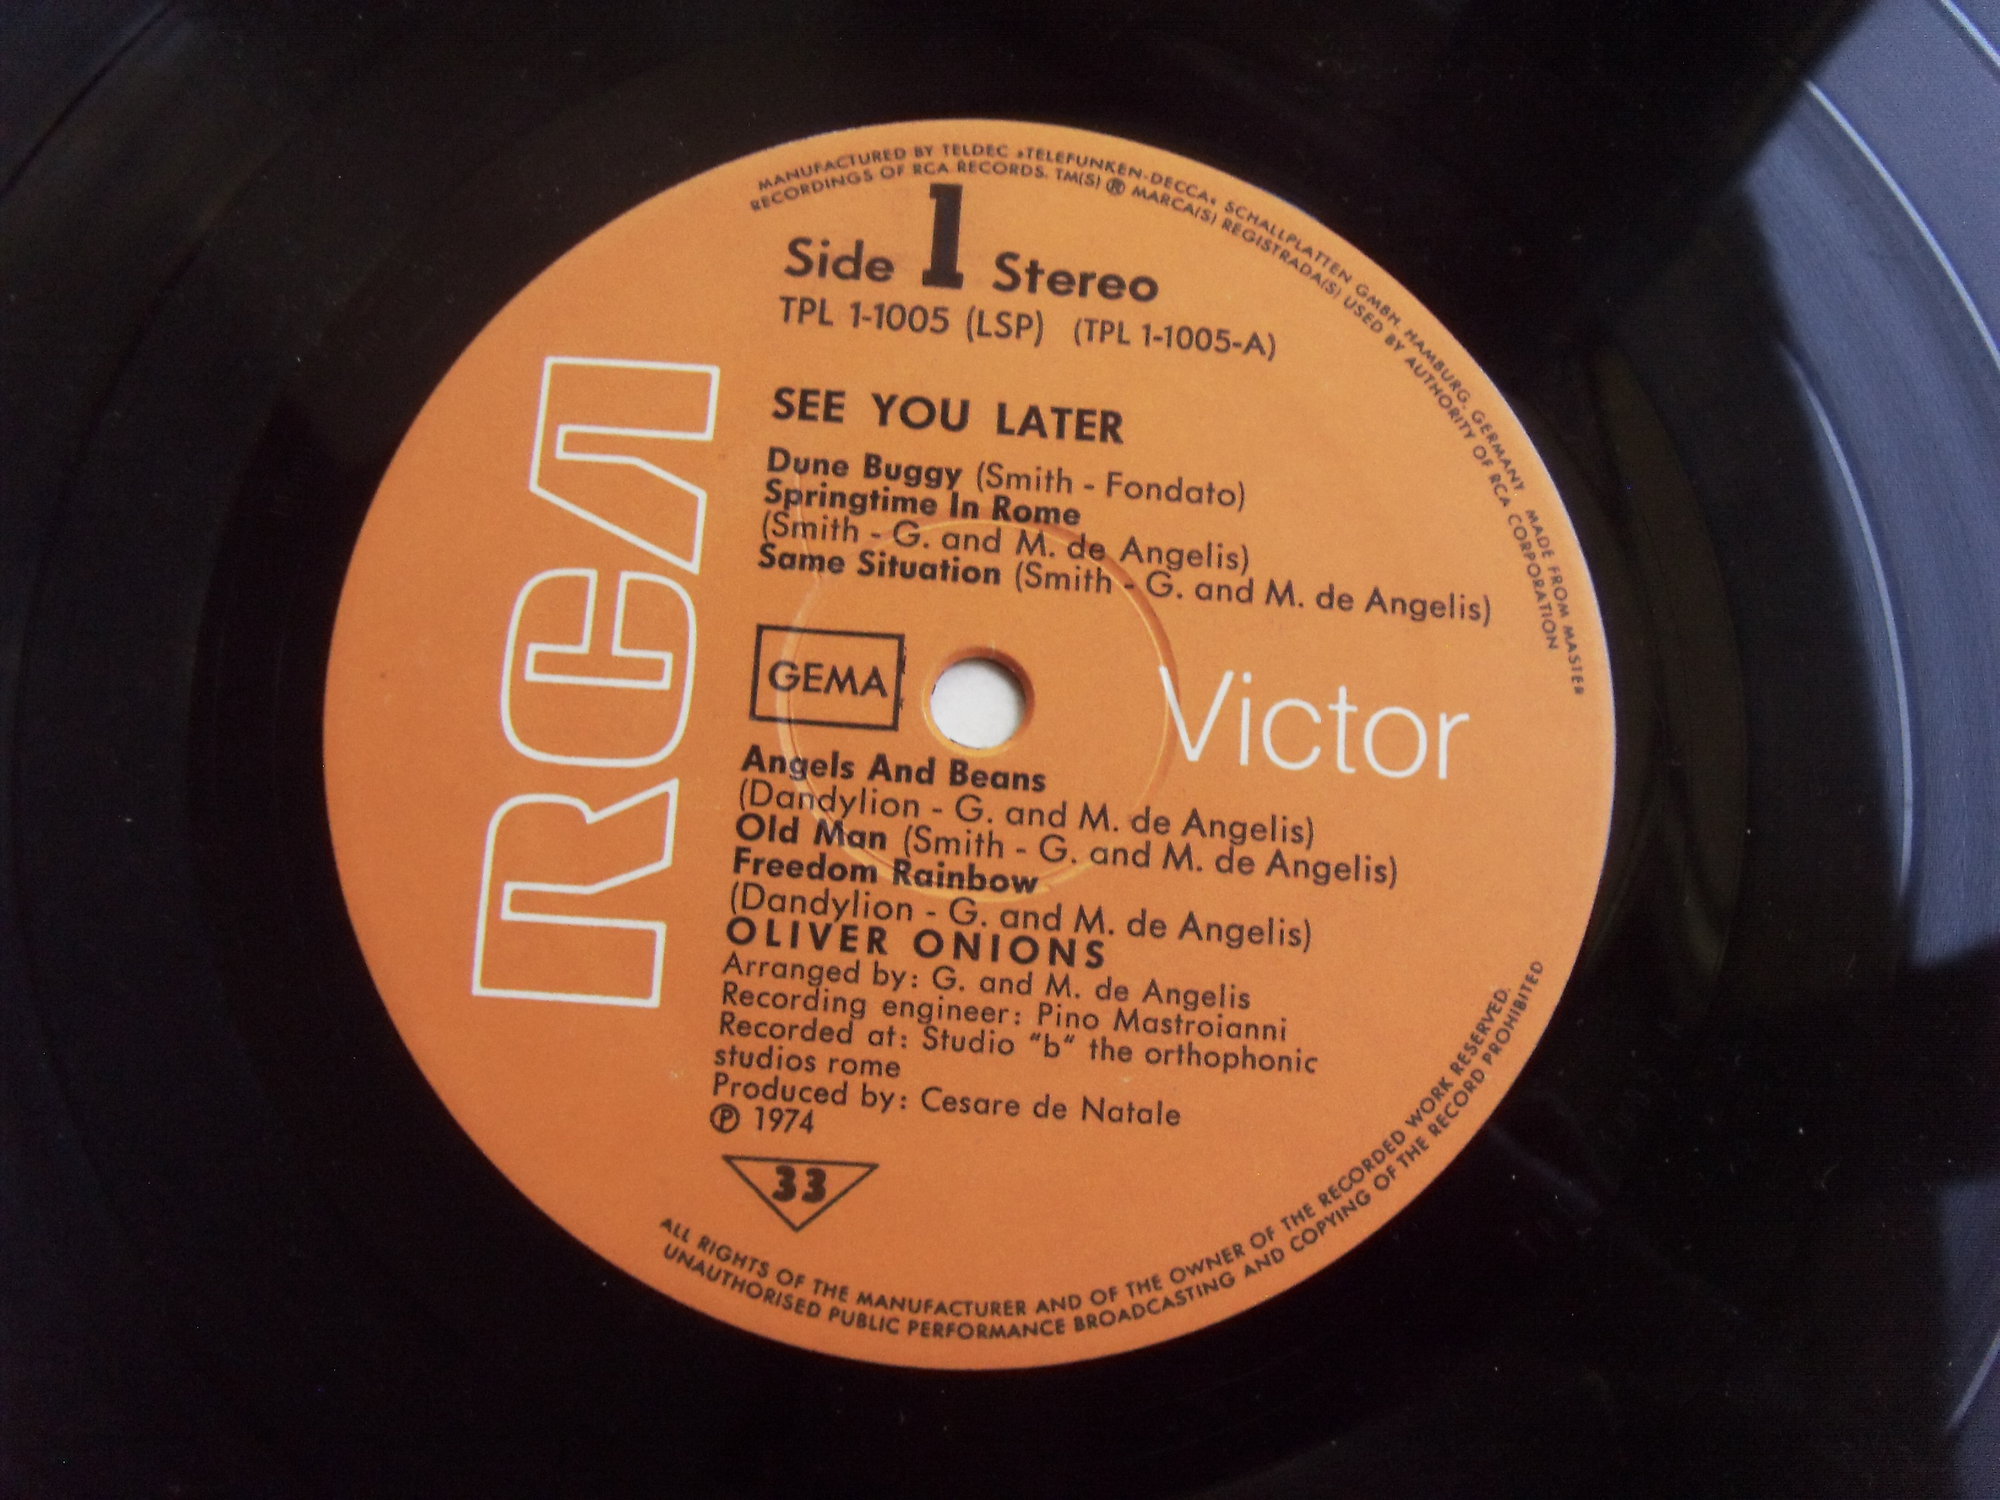 MANUFACTURED BY TELDEC »TELEFUNKEN-DECCA« SCHALLPLATTEN GMBH. HAMBURG, GERMANY. MADE FROM MASTER
RECORDINGS OF RCA RECORDS. TM(S) ® MARCA(S) REGISTRADA(S) USED BY AUTHORITY OF RCA CORPORATION
Side 1 Stereo
TPL 1-1005 (LSP) (TPL 1-1005-A)
SEE YOU LATER
Dune Buggy (Smith - Fondato)
Springtime In Rome
(Smith - G. and M. de Angelis)
Same Situation (Smith - G. and M. de Angelis)
RCA
GEMA
Victor
Angels And Beans
(Dandylion - G. and M. de Angelis)
Old Man (Smith - G. and M. de Angelis)
Freedom Rainbow
(Dandylion - G. and M. de Angelis)
OLIVER ONIONS
Arranged by: G. and M. de Angelis
Recording engineer: Pino Mastroianni
Recorded at: Studio "b" the orthophonic
studios rome
Produced by: Cesare de Natale
℗ 1974
33
ALL RIGHTS OF THE MANUFACTURER AND OF THE OWNER OF THE RECORDED WORK RESERVED.
UNAUTHORISED PUBLIC PERFORMANCE BROADCASTING AND COPYING OF THE RECORD PROHIBITED